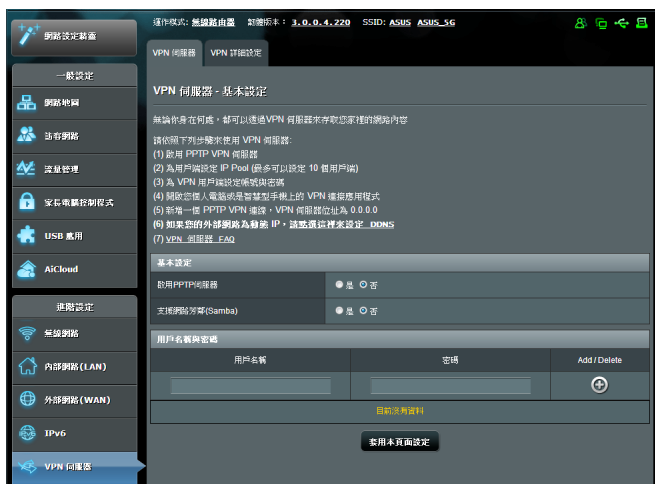 網路設定精靈
一般設定
網路地圖
訪客網路
流量管理
家長電腦控制程式
USB 應用
AiCloud
進階設定
無線網路
內部網路(LAN)
外部網路(WAN)
IPv6
VPN 伺服器
運作模式: 無線路由器 韌體版本: 3.0.0.4.220 SSID: ASUS ASUS_5G
VPN 伺服器 VPN 詳細設定
VPN 伺服器 - 基本設定
無論你身在何處,都可以透過VPN 伺服器來存取您家裡的網路內容
請依照下列步驟來使用 VPN 伺服器:
(1) 啟用 PPTP VPN 伺服器
(2) 為用戶端設定 IP Pool (最多可以設定 10 個用戶端)
(3) 為 VPN 用戶端設定帳號與密碼
(4) 開啟您個人電腦或是智慧型手機上的 VPN 連接應用程式
(5) 新增一個 PPTP VPN 連線,VPN 伺服器位址為 0.0.0.0
(6) 如果您的外部網路為動態 IP,請點選這裡來設定 DDNS
(7) VPN 伺服器 FAQ
基本設定
啟用PPTP伺服器 是 否
支援網路芳鄰(Samba) 是 否
用戶名稱與密碼
用戶名稱 密碼 Add / Delete
目前沒有資料
套用本頁面設定